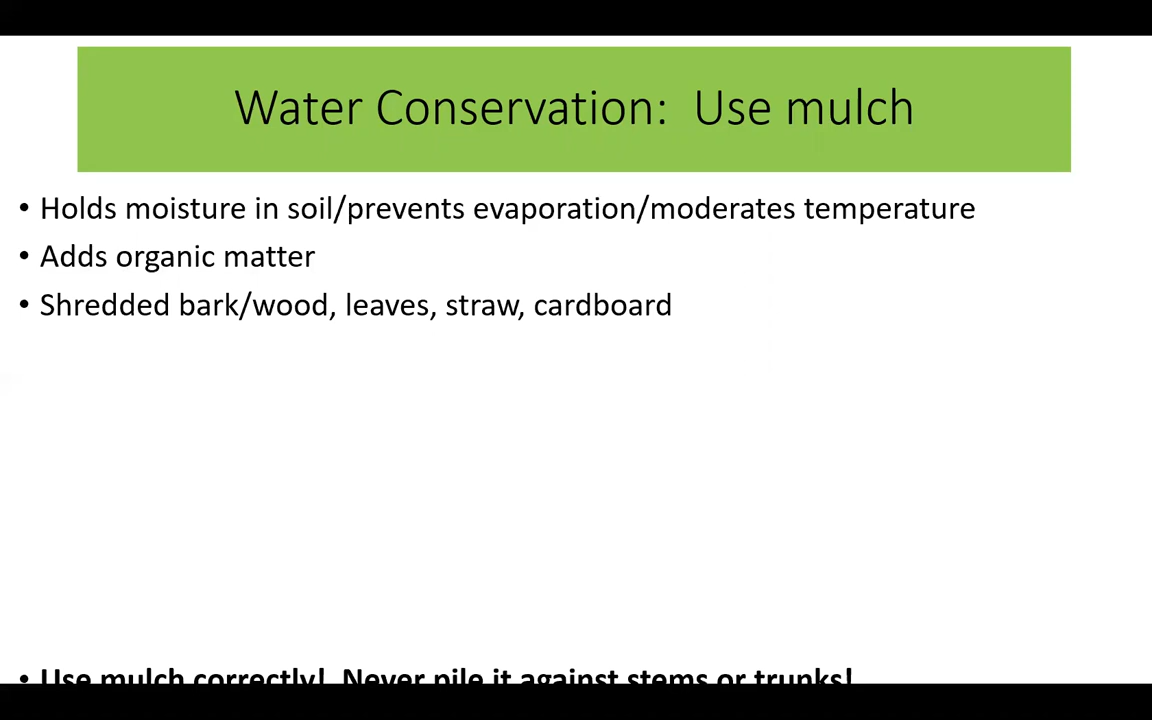 Water Conservation:  Use mulch
• Holds moisture in soil/prevents evaporation/moderates temperature
• Adds organic matter
• Shredded bark/wood, leaves, straw, cardboard
• Use mulch correctly!  Never pile it against stems or trunks!